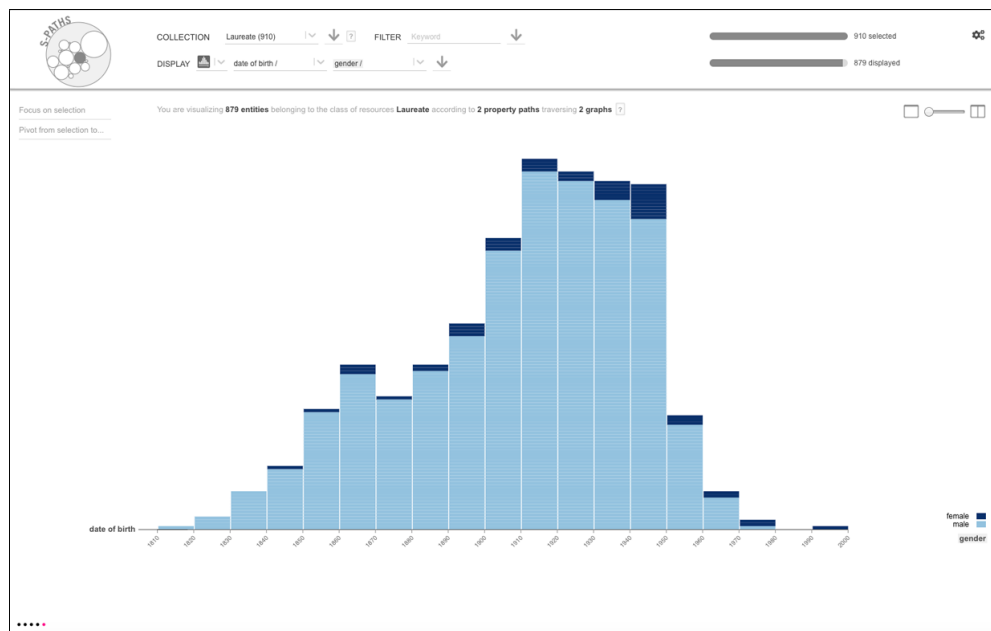 S-PATHS
COLLECTION Laureate (910) ? FILTER Keyword 910 selected
DISPLAY date of birth / gender / 879 displayed
Focus on selection
You are visualizing 879 entities belonging to the class of resources Laureate according to 2 property paths traversing 2 graphs ?
Pivot from selection to...
date of birth
1810 1820 1830 1840 1850 1860 1870 1880 1890 1900 1910 1920 1930 1940 1950 1960 1970 1980 1990 2000
female
male
gender